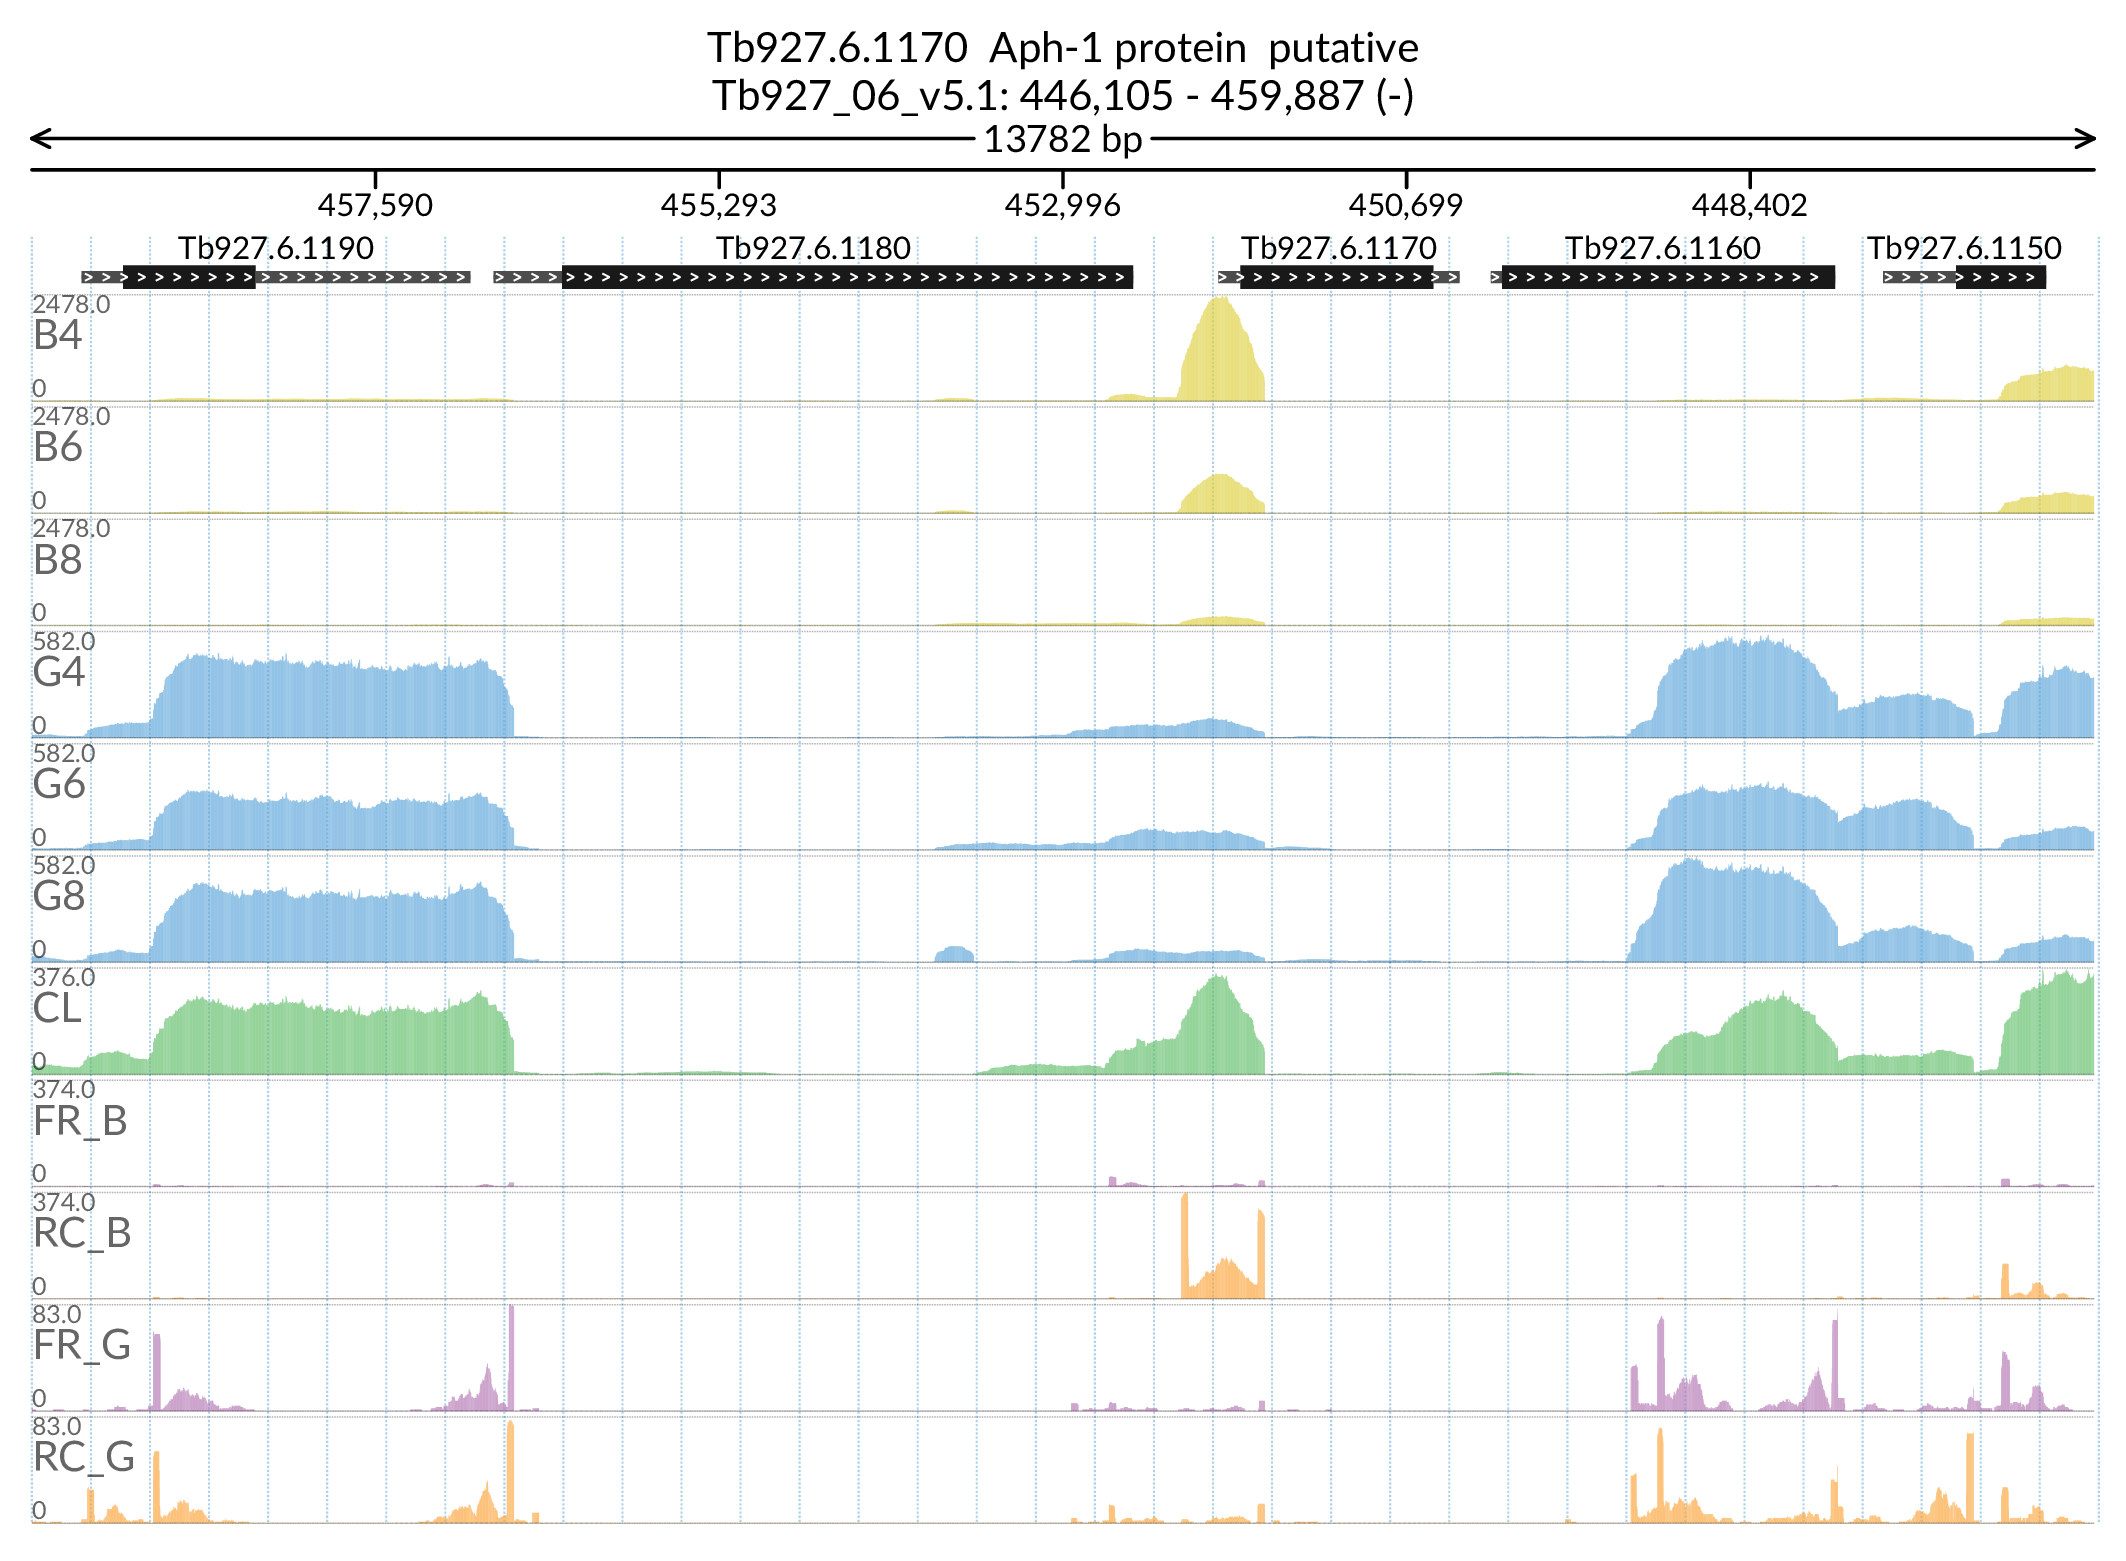 Tb927.6.1170  Aph-1 protein  putative
Tb927_06_v5.1: 446,105 - 459,887 (-)
13782 bp
457,590 455,293 452,996 450,699 448,402
Tb927.6.1190 Tb927.6.1180 Tb927.6.1170 Tb927.6.1160 Tb927.6.1150
2478.0
B4
0
2478.0
B6
0
2478.0
B8
0
582.0
G4
0
582.0
G6
0
582.0
G8
0
376.0
CL
0
374.0
FR_B
0
374.0
RC_B
0
83.0
FR_G
0
83.0
RC_G
0